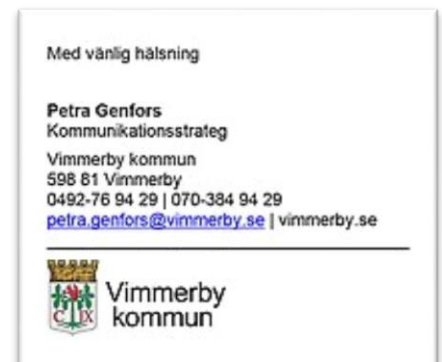 Med vänlig hälsning
Petra Genfors
Kommunikationsstrateg
Vimmerby kommun
598 81 Vimmerby
0492-76 94 29 | 070-384 94 29
petra.genfors@vimmerby.se | vimmerby.se
C IX
Vimmerby
kommun